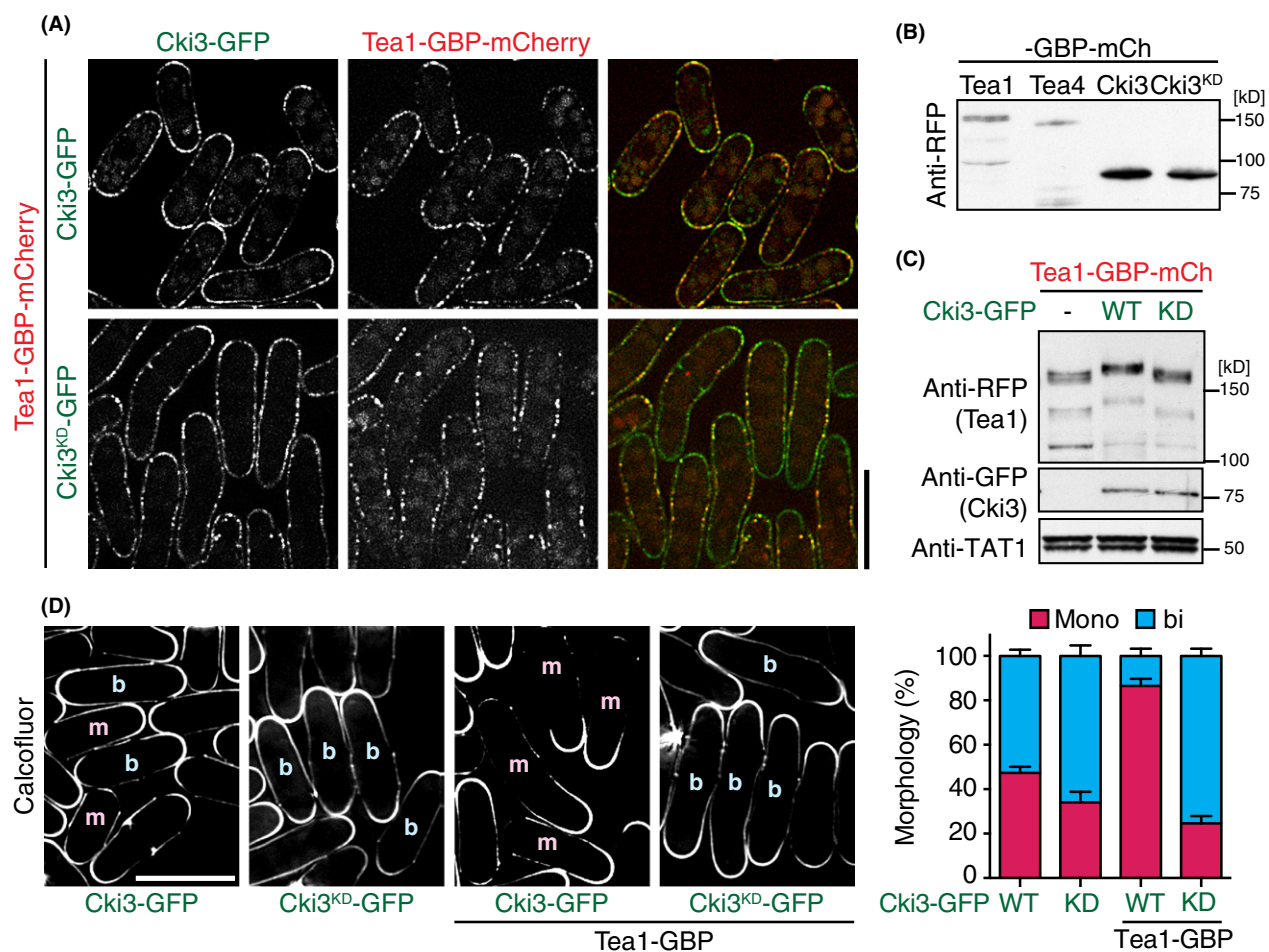 (A)
Cki3-GFP
Tea1-GBP-mCherry
Tea1-GBP-mCherry
Cki3-GFP
Cki3KD-GFP
(B)
-GBP-mCh
Tea1 Tea4 Cki3 Cki3KD
[kD]
Anti-RFP
150
100
75
(C)
Tea1-GBP-mCh
Cki3-GFP - WT KD
[kD]
Anti-RFP
(Tea1)
150
100
Anti-GFP
(Cki3)
75
Anti-TAT1
50
(D)
Calcofluor
b
m
b
m
b
b
b
b
m
m
m
m
b
b
b
b
Cki3-GFP
Cki3KD-GFP
Cki3-GFP
Cki3KD-GFP
Tea1-GBP
Mono bi
Morphology (%)
100
80
60
40
20
0
Cki3-GFP WT KD WT KD
Tea1-GBP